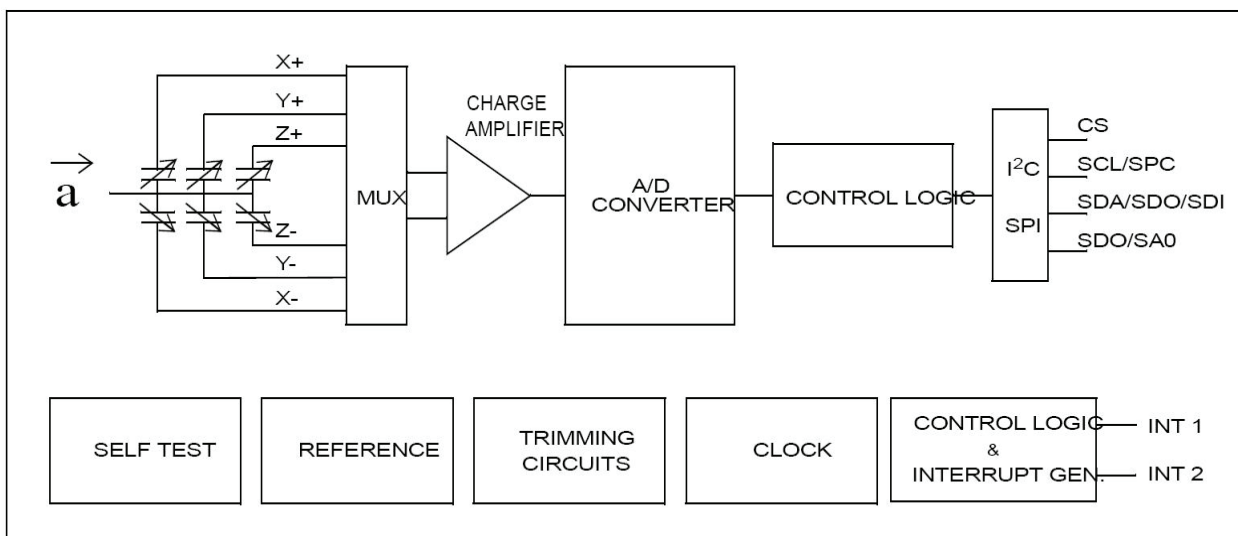 X+
Y+
Z+
a
Z-
Y-
X-
MUX
CHARGE
AMPLIFIER
A/D
CONVERTER
CONTROL LOGIC
I²C
SPI
CS
SCL/SPC
SDA/SDO/SDI
SDO/SA0
SELF TEST
REFERENCE
TRIMMING
CIRCUITS
CLOCK
CONTROL LOGIC
&
INTERRUPT GEN.
INT 1
INT 2